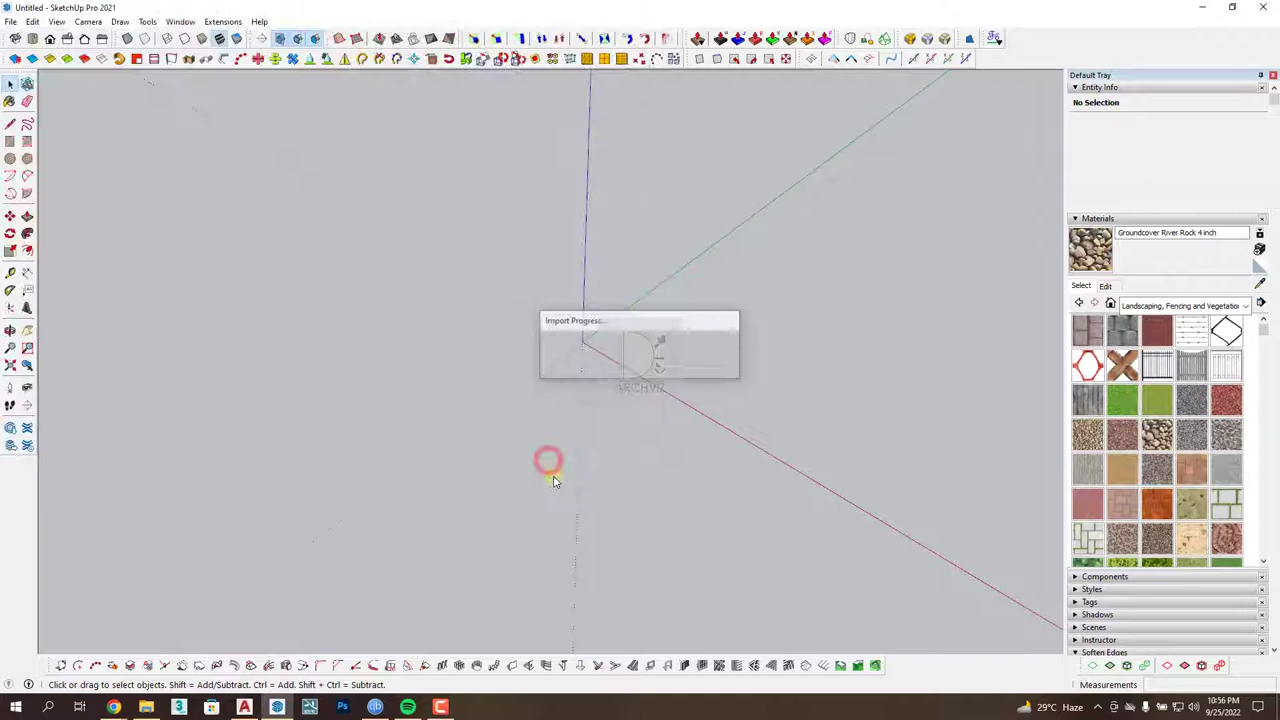 Untitled - SketchUp Pro 2021
File Edit View Camera Draw Tools Window Extensions Help
Default Tray
Entity Info
No Selection
Materials
Groundcover River Rock 4 inch
Select Edit
Landscaping, Fencing and Vegetation
Import Progress...
ARCHVIZ
Components
Styles
Tags
Shadows
Scenes
Instructor
Soften Edges
Click or drag to select objects. Shift = Add/Subtract. Ctrl = Add. Shift + Ctrl = Subtract.
Measurements
29°C Haze
10:56 PM
9/25/2022